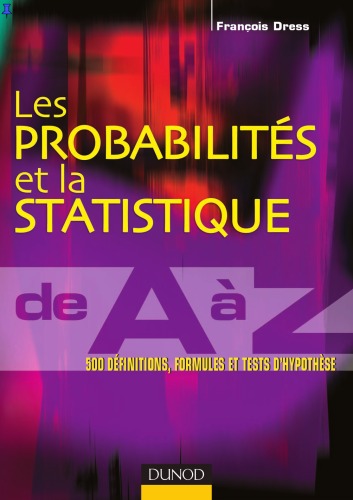 François Dress
Les
PROBABILITÉS
et la
STATISTIQUE
de A à Z
500 DÉFINITIONS, FORMULES ET TESTS D'HYPOTHÈSE
DUNOD